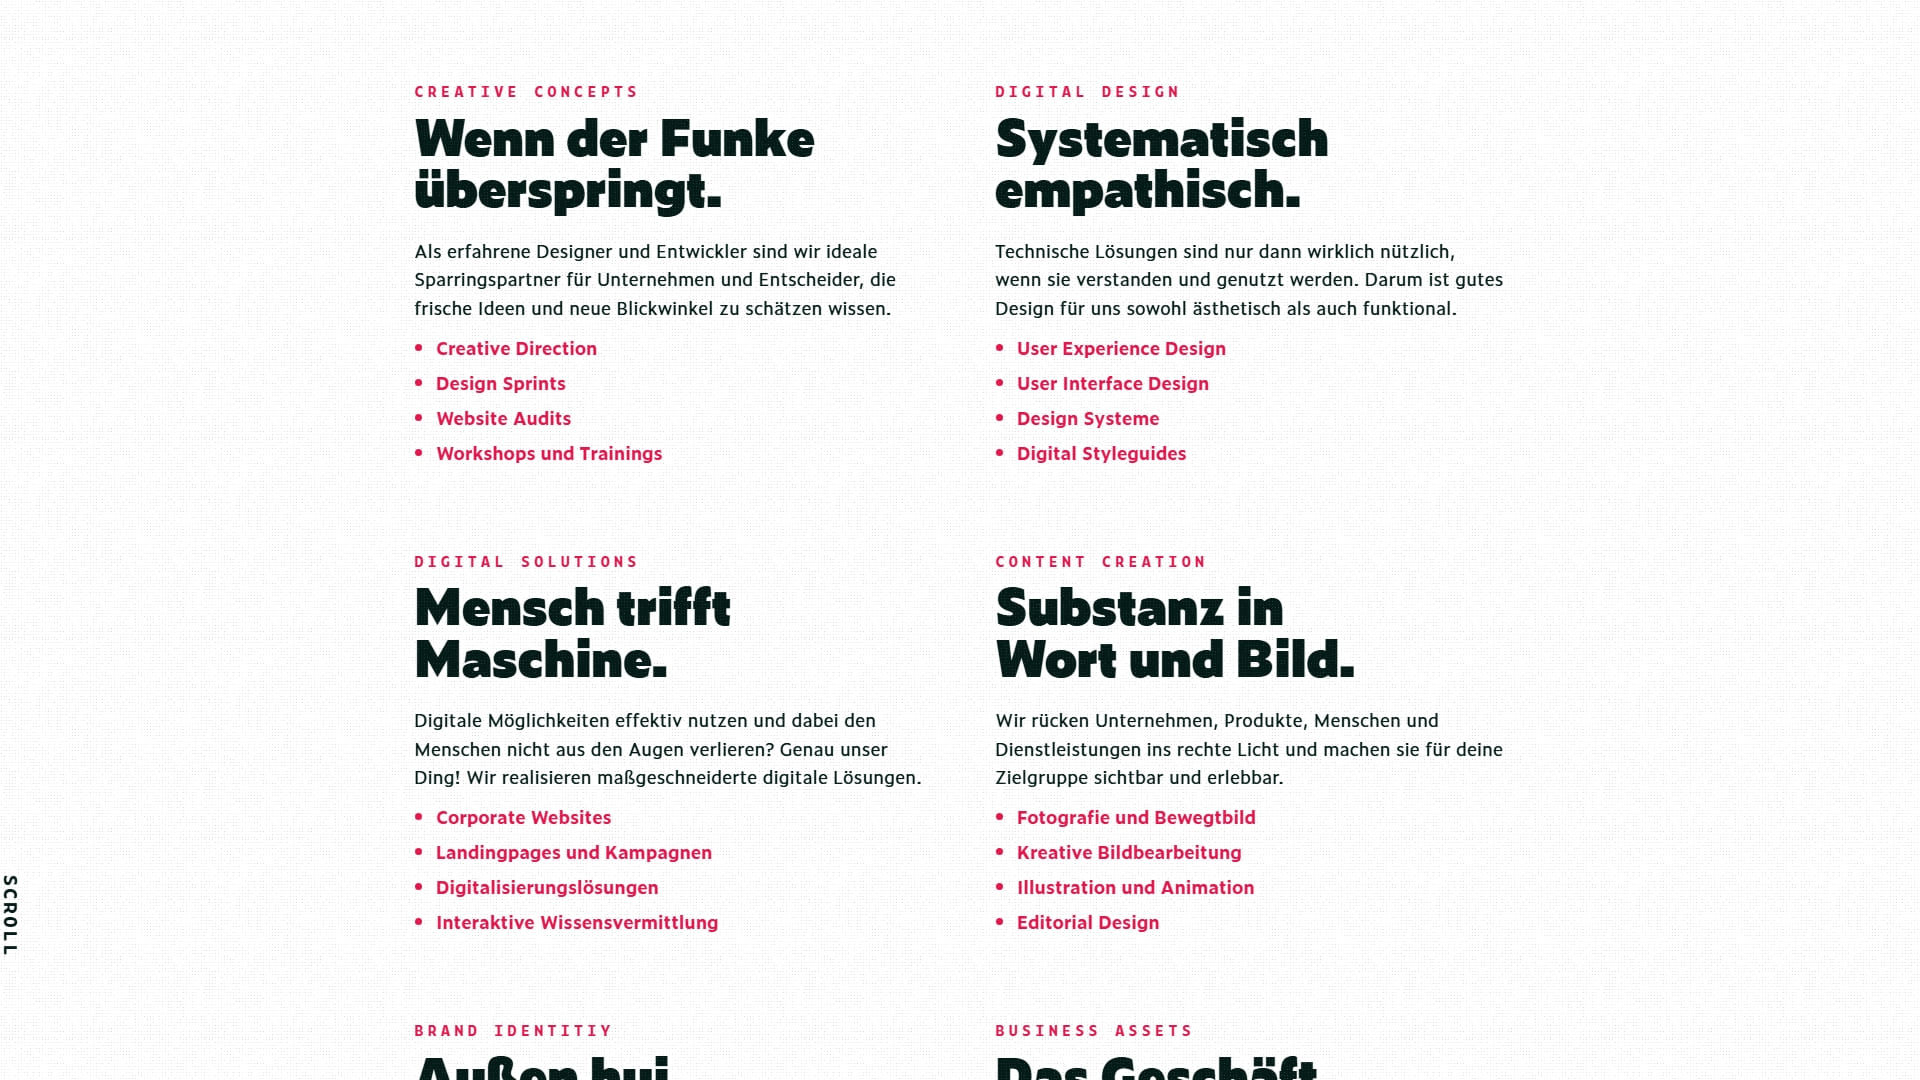 CREATIVE CONCEPTS
Wenn der Funke
überspringt.
Als erfahrene Designer und Entwickler sind wir ideale
Sparringspartner für Unternehmen und Entscheider, die
frische Ideen und neue Blickwinkel zu schätzen wissen.
• Creative Direction
• Design Sprints
• Website Audits
• Workshops und Trainings
DIGITAL DESIGN
Systematisch
empathisch.
Technische Lösungen sind nur dann wirklich nützlich,
wenn sie verstanden und genutzt werden. Darum ist gutes
Design für uns sowohl ästhetisch als auch funktional.
• User Experience Design
• User Interface Design
• Design Systeme
• Digital Styleguides
DIGITAL SOLUTIONS
Mensch trifft
Maschine.
Digitale Möglichkeiten effektiv nutzen und dabei den
Menschen nicht aus den Augen verlieren? Genau unser
Ding! Wir realisieren maßgeschneiderte digitale Lösungen.
• Corporate Websites
• Landingpages und Kampagnen
• Digitalisierungslösungen
• Interaktive Wissensvermittlung
CONTENT CREATION
Substanz in
Wort und Bild.
Wir rücken Unternehmen, Produkte, Menschen und
Dienstleistungen ins rechte Licht und machen sie für deine
Zielgruppe sichtbar und erlebbar.
• Fotografie und Bewegtbild
• Kreative Bildbearbeitung
• Illustration und Animation
• Editorial Design
BRAND IDENTITIY
Außen hui
BUSINESS ASSETS
Das Geschäft
SCROLL